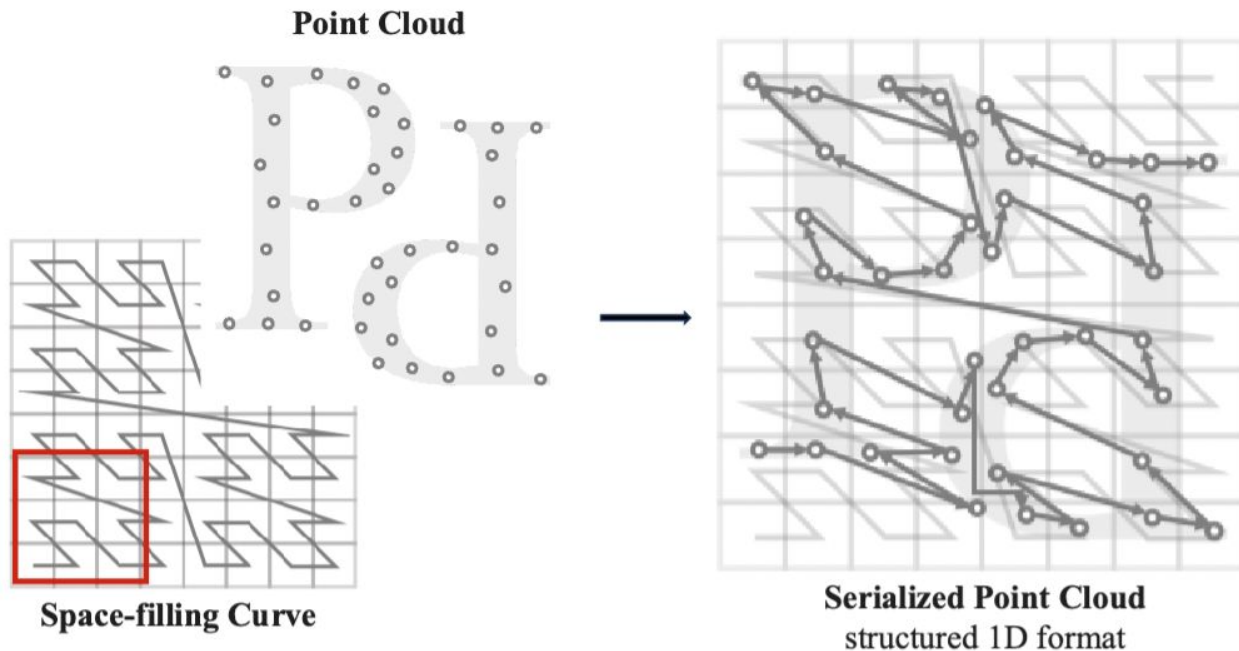 Point Cloud
Space-filling Curve
Serialized Point Cloud
structured 1D format